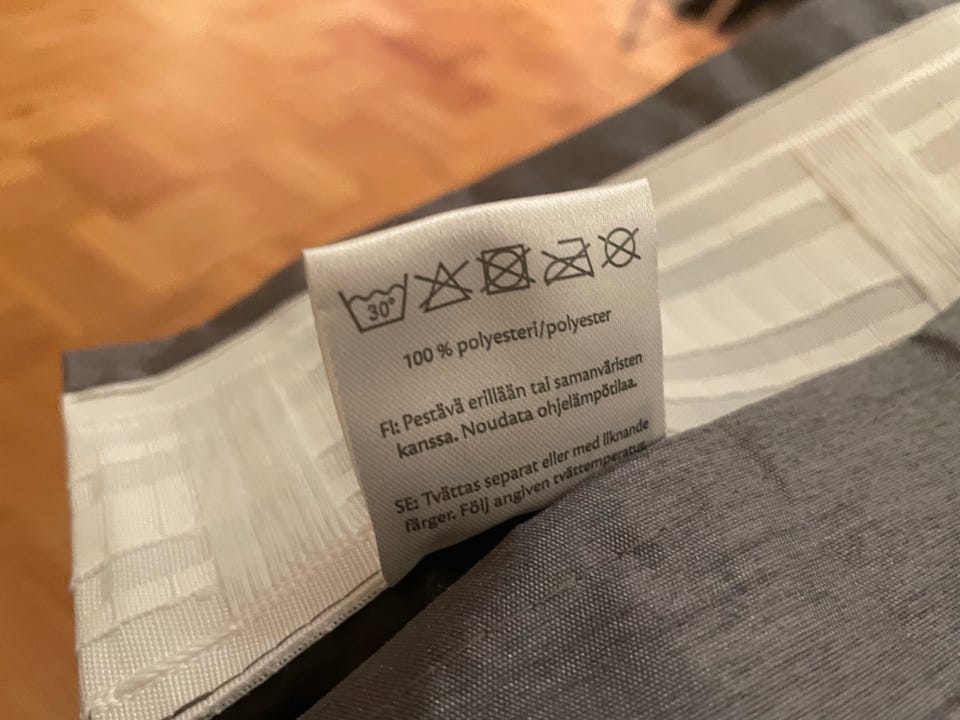 30°
100 % polyesteri/polyester
FI: Pestävä erillään tai samanväristen
kanssa. Noudata ohjelämpötilaa.
SE: Tvättas separat eller med liknande
färger. Följ angiven tvättemperatur.